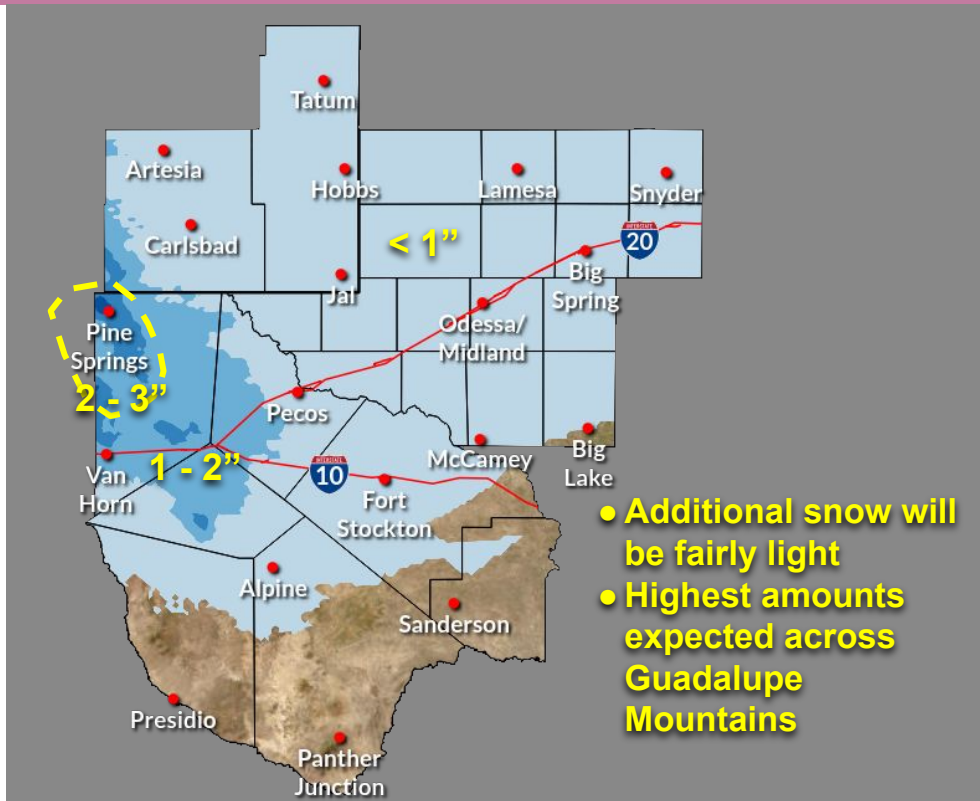 Tatum
Artesia
Hobbs
Lamesa
Snyder
Carlsbad
< 1”
INTERSTATE
20
Big
Spring
Jal
Pine
Springs
Odessa/
Midland
2 - 3”
Pecos
1 - 2”
Van
Horn
INTERSTATE
10
McCamey
Big
Lake
Fort
Stockton
● Additional snow will
be fairly light
● Highest amounts
expected across
Guadalupe
Mountains
Alpine
Sanderson
Presidio
Panther
Junction